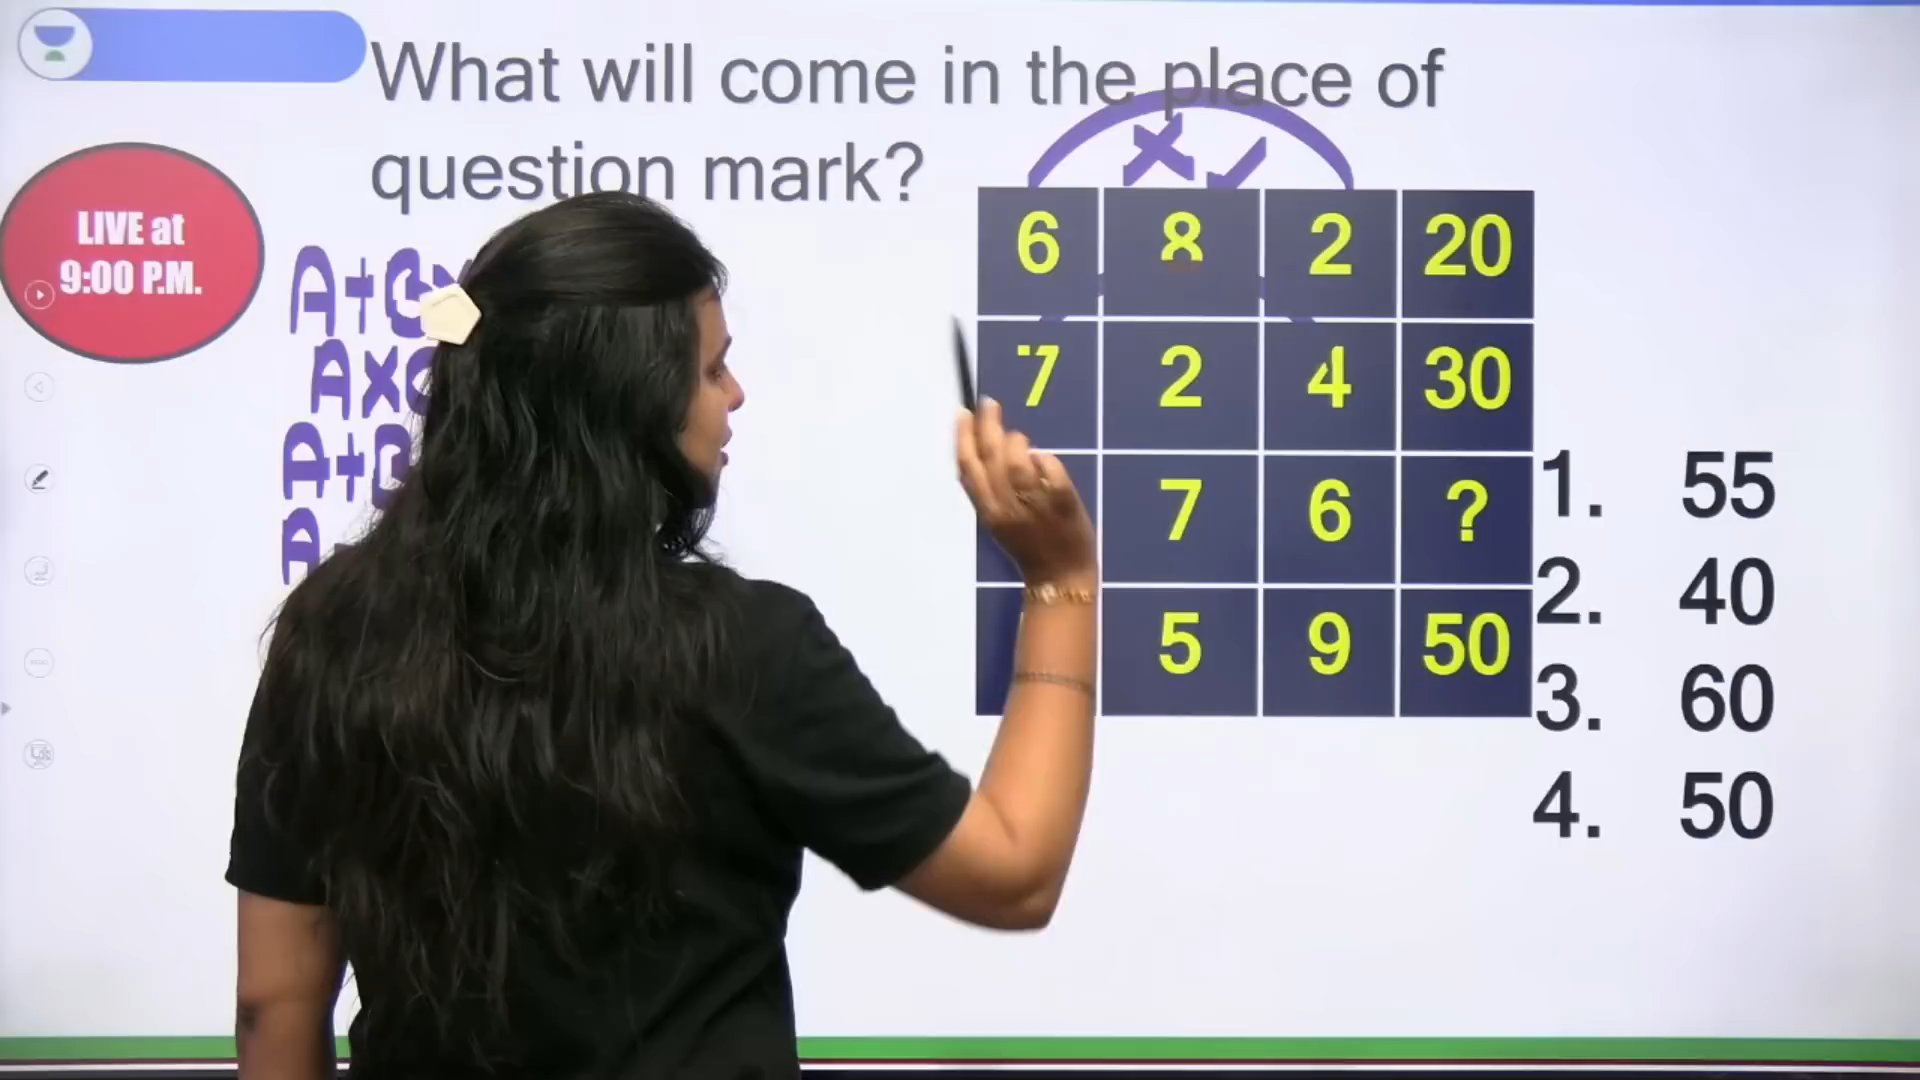 What will come in the place of
question mark?
LIVE at
9:00 P.M.
6 8 2 20
7 2 4 30
7 6 ?
5 9 50
1. 55
2. 40
3. 60
4. 50
A+B
A×
A+B
A